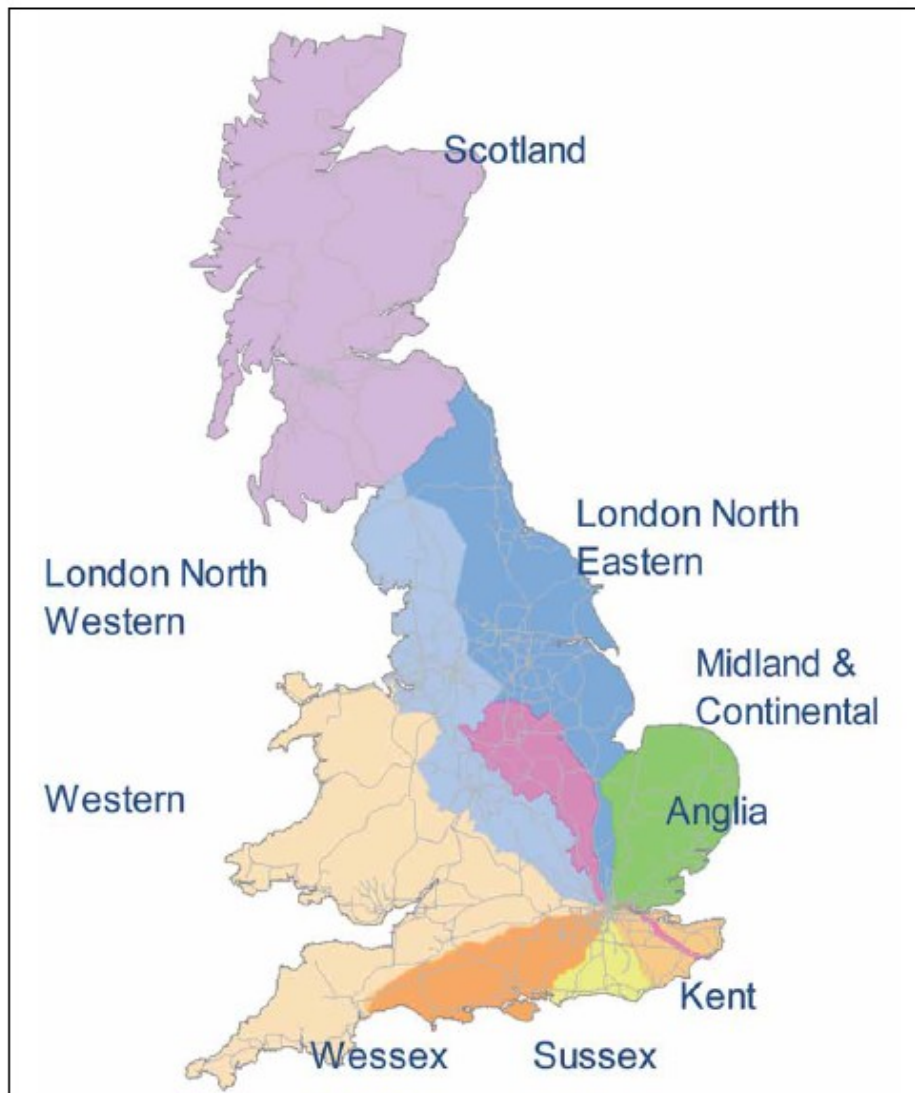 Scotland
London North
Eastern
London North
Western
Midland &
Continental
Western
Anglia
Kent
Wessex
Sussex